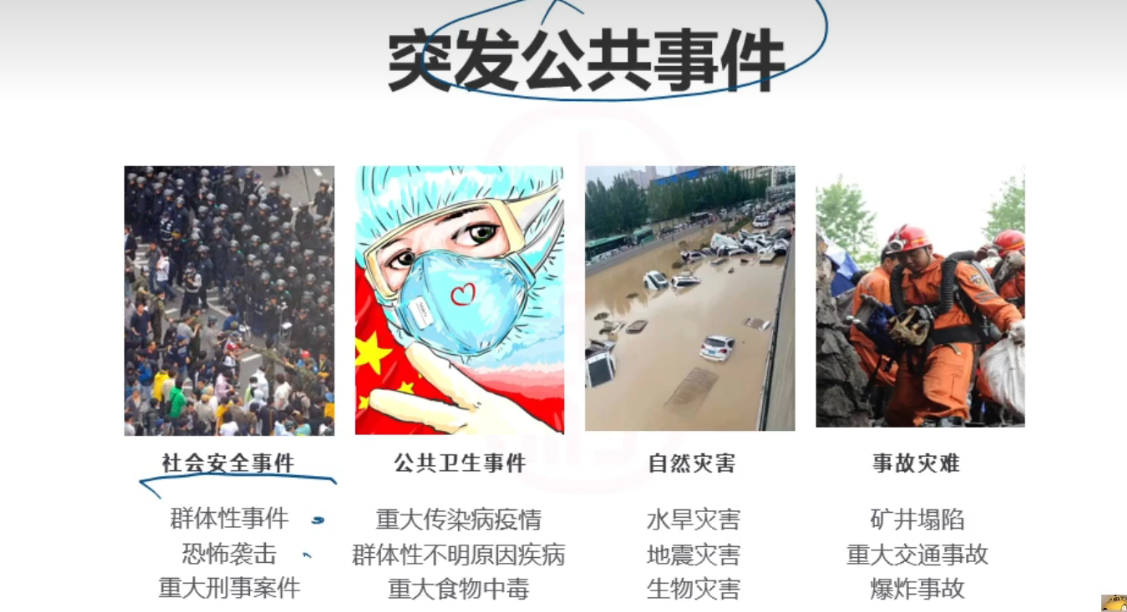 突发公共事件
社会安全事件
群体性事件
恐怖袭击
重大刑事案件
公共卫生事件
重大传染病疫情
群体性不明原因疾病
重大食物中毒
自然灾害
水旱灾害
地震灾害
生物灾害
事故灾难
矿井塌陷
重大交通事故
爆炸事故